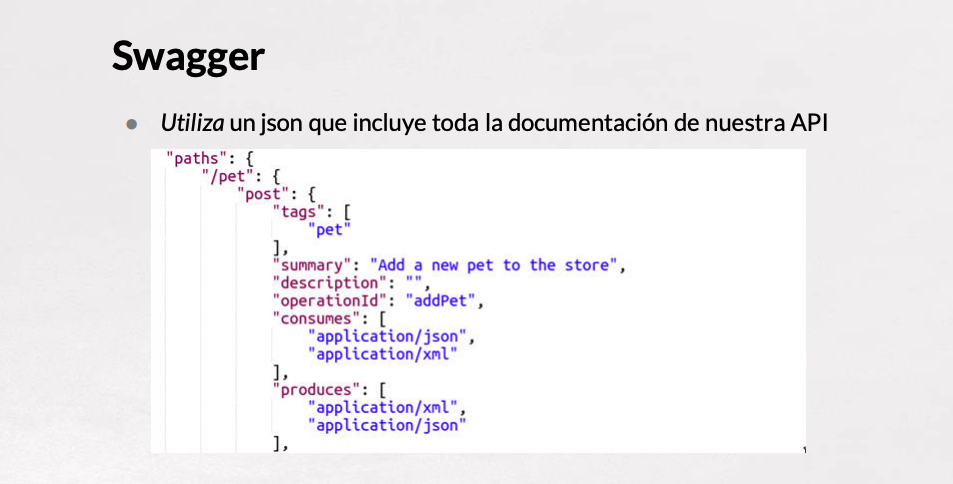 Swagger
● Utiliza un json que incluye toda la documentación de nuestra API
"paths": {
"/pet": {
"post": {
"tags": [
"pet"
],
"summary": "Add a new pet to the store",
"description": "",
"operationId": "addPet",
"consumes": [
"application/json",
"application/xml"
],
"produces": [
"application/xml",
"application/json"
],